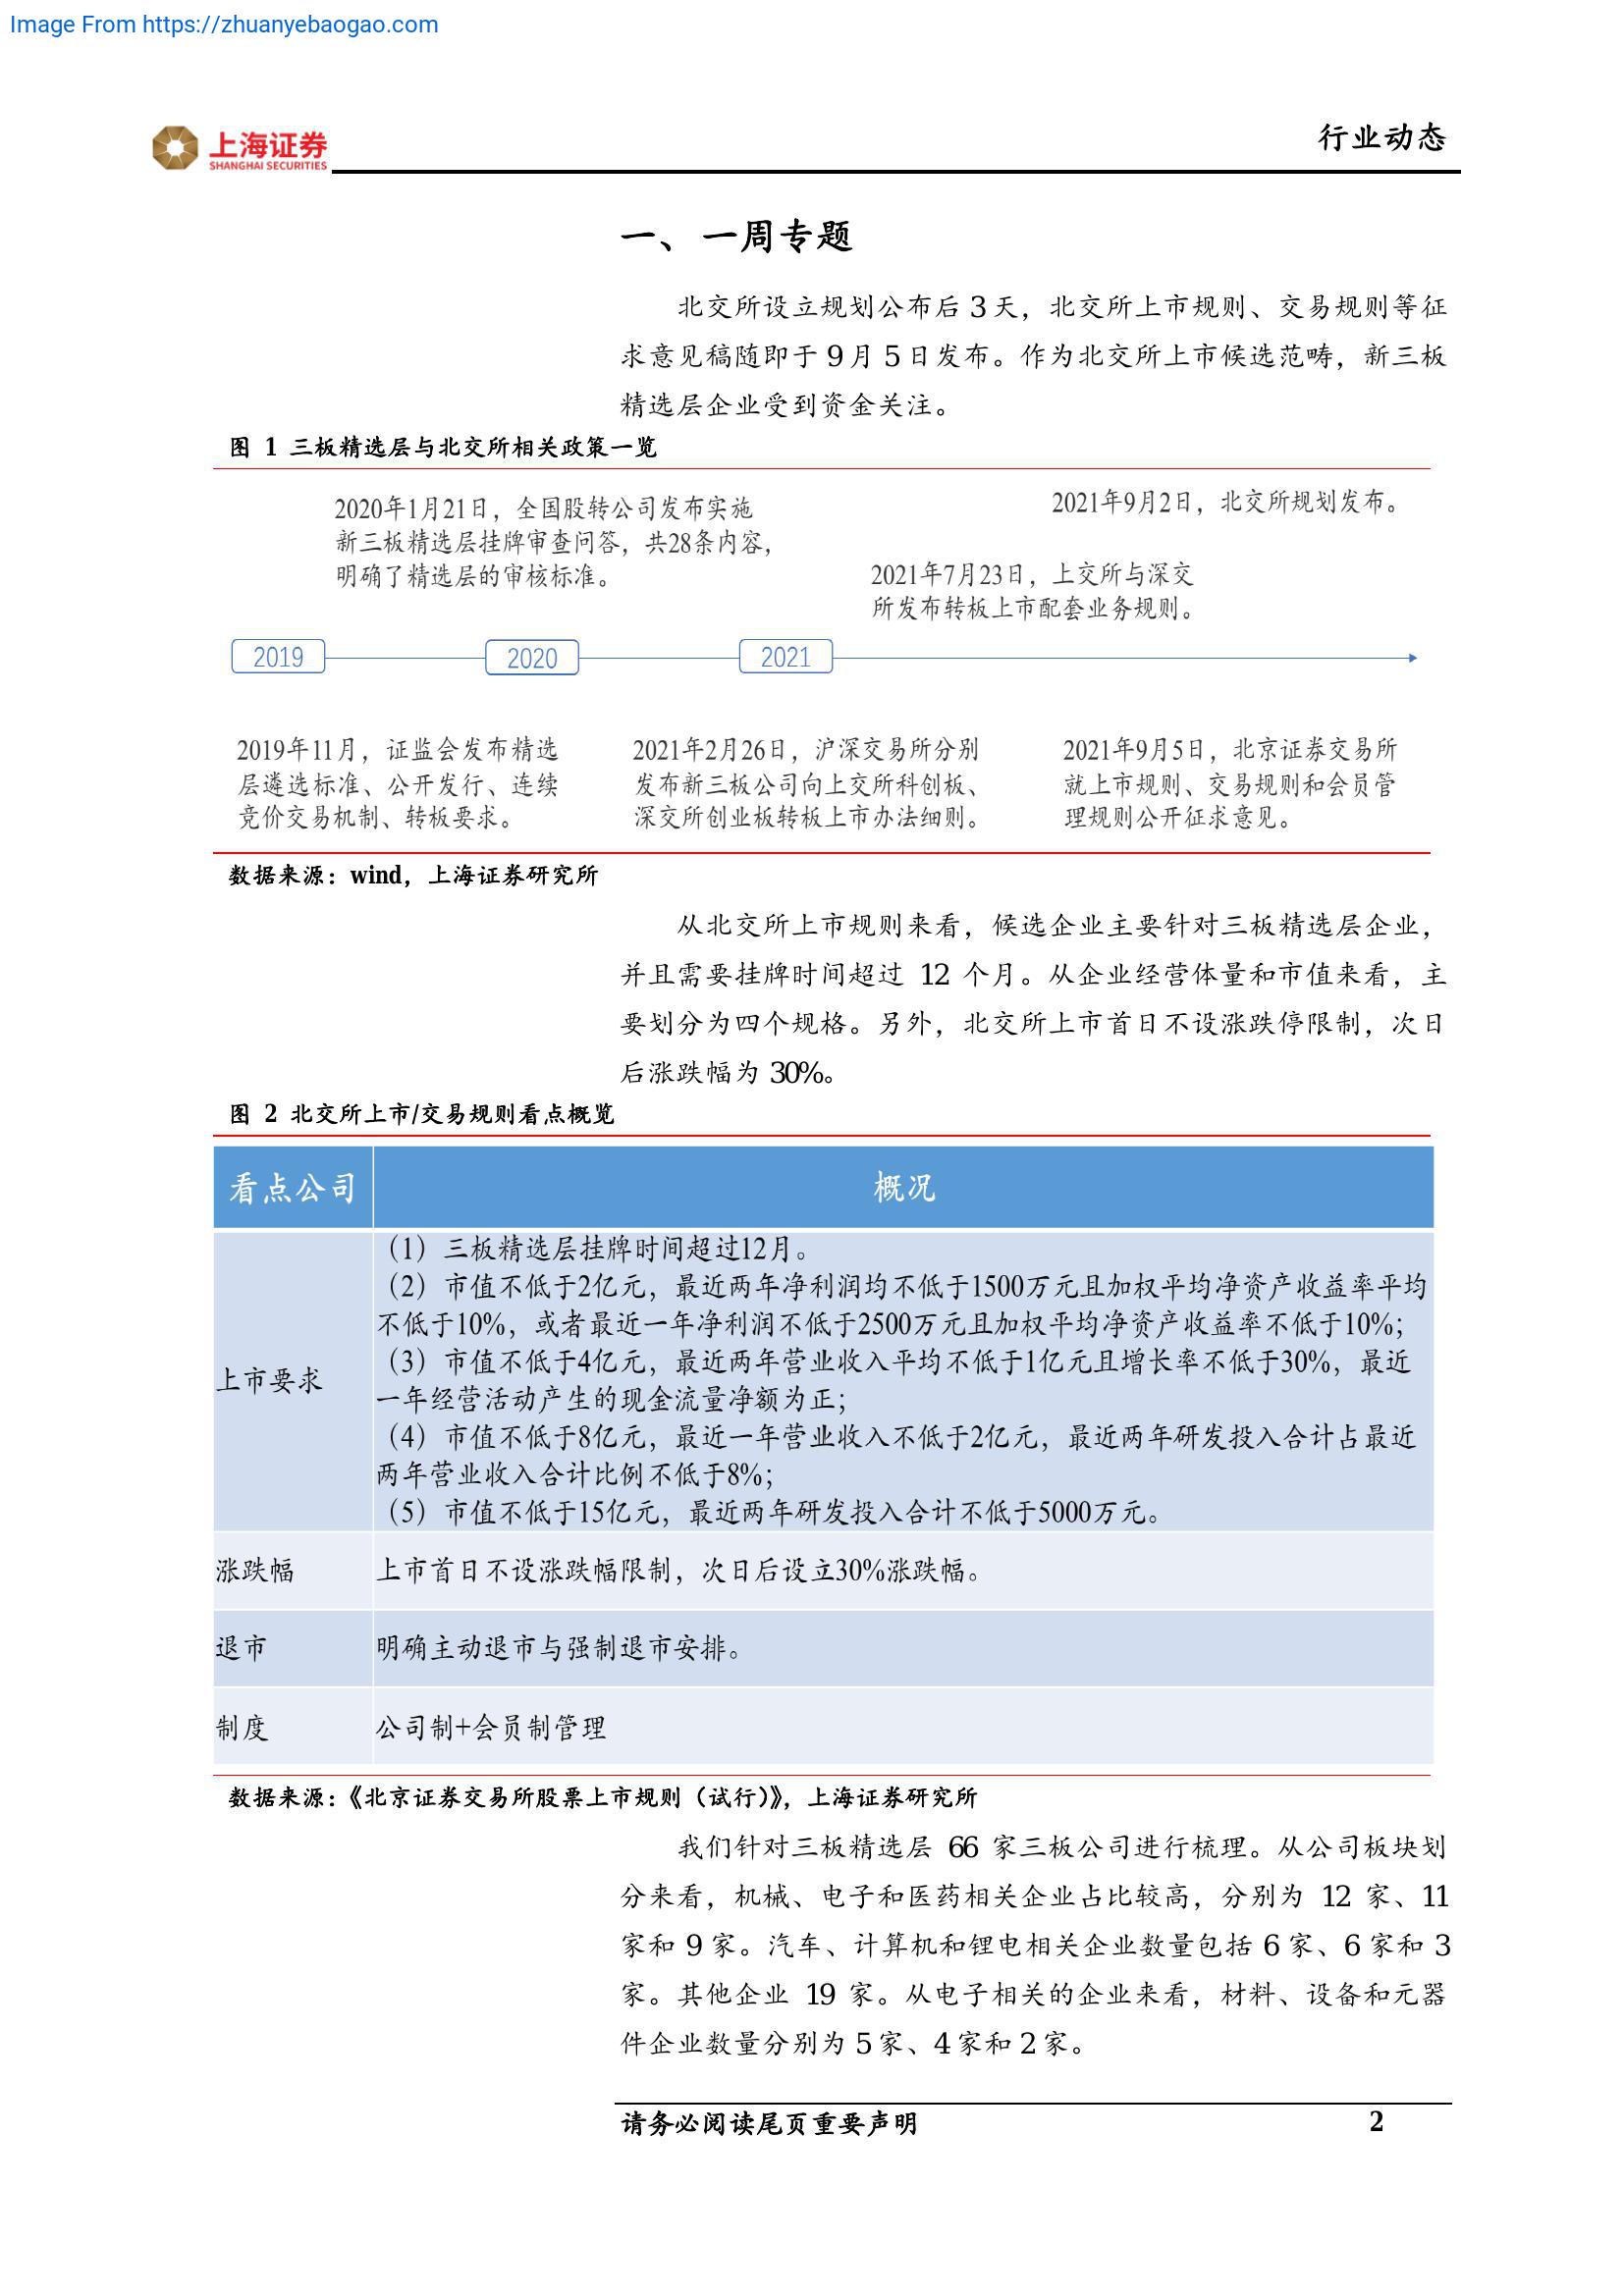 Image From https://zhuanyebaogao.com
上海证券
SHANGHAI SECURITIES
行业动态
一、一周专题
北交所设立规划公布后 3 天，北交所上市规则、交易规则等征
求意见稿随即于 9 月 5 日发布。作为北交所上市候选范畴，新三板
精选层企业受到资金关注。
图 1 三板精选层与北交所相关政策一览
2020年1月21日，全国股转公司发布实施
新三板精选层挂牌审查问答，共28条内容，
明确了精选层的审核标准。
2021年9月2日，北交所规划发布。
2021年7月23日，上交所与深交
所发布转板上市配套业务规则。
2019
2020
2021
2019年11月，证监会发布精选
层遴选标准、公开发行、连续
竞价交易机制、转板要求。
2021年2月26日，沪深交易所分别
发布新三板公司向上交所科创板、
深交所创业板转板上市办法细则。
2021年9月5日，北京证券交易所
就上市规则、交易规则和会员管
理规则公开征求意见。
数据来源：wind，上海证券研究所
从北交所上市规则来看，候选企业主要针对三板精选层企业，
并且需要挂牌时间超过 12 个月。从企业经营体量和市值来看，主
要划分为四个规格。另外，北交所上市首日不设涨跌停限制，次日
后涨跌幅为 30%。
图 2 北交所上市/交易规则看点概览
看点公司
概况
上市要求
（1）三板精选层挂牌时间超过12月。
（2）市值不低于2亿元，最近两年净利润均不低于1500万元且加权平均净资产收益率平均
不低于10%，或者最近一年净利润不低于2500万元且加权平均净资产收益率不低于10%；
（3）市值不低于4亿元，最近两年营业收入平均不低于1亿元且增长率不低于30%，最近
一年经营活动产生的现金流量净额为正；
（4）市值不低于8亿元，最近一年营业收入不低于2亿元，最近两年研发投入合计占最近
两年营业收入合计比例不低于8%；
（5）市值不低于15亿元，最近两年研发投入合计不低于5000万元。
涨跌幅
上市首日不设涨跌幅限制，次日后设立30%涨跌幅。
退市
明确主动退市与强制退市安排。
制度
公司制+会员制管理
数据来源：《北京证券交易所股票上市规则（试行）》，上海证券研究所
我们针对三板精选层 66 家三板公司进行梳理。从公司板块划
分来看，机械、电子和医药相关企业占比较高，分别为 12 家、11
家和 9 家。汽车、计算机和锂电相关企业数量包括 6 家、6 家和 3
家。其他企业 19 家。从电子相关的企业来看，材料、设备和元器
件企业数量分别为 5 家、4 家和 2 家。
请务必阅读尾页重要声明
2